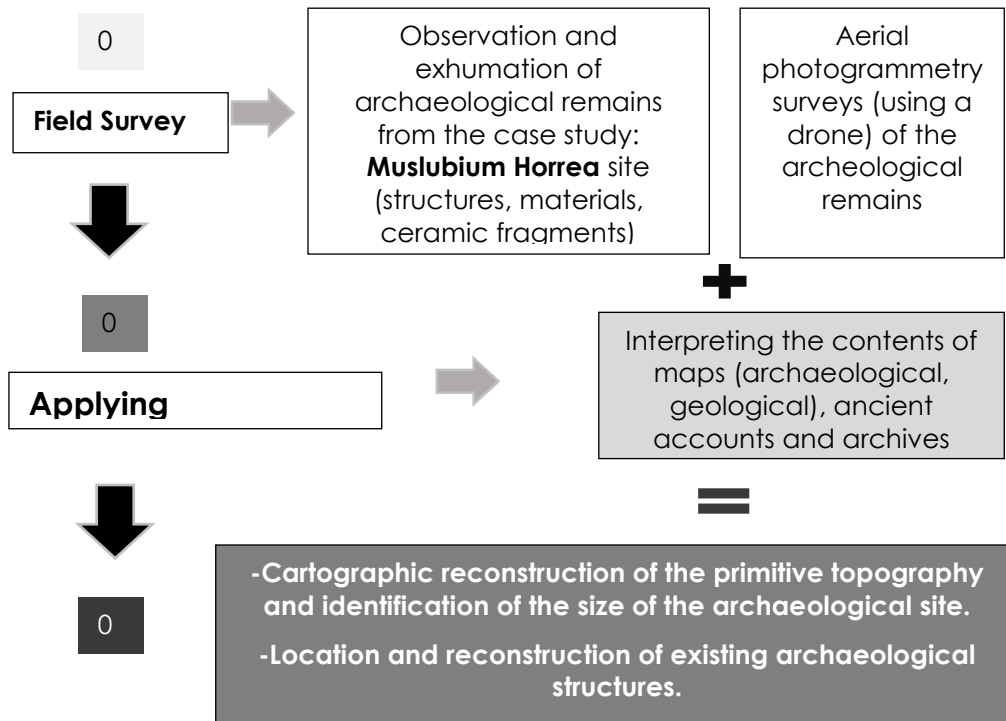 0
Field Survey
Observation and
exhumation of
archaeological remains
from the case study:
Muslubium Horrea site
(structures, materials,
ceramic fragments)
Aerial
photogrammetry
surveys (using a
drone) of the
archeological
remains
0
Applying
Interpreting the contents of
maps (archaeological,
geological), ancient
accounts and archives
0
-Cartographic reconstruction of the primitive topography
and identification of the size of the archaeological site.
-Location and reconstruction of existing archaeological
structures.